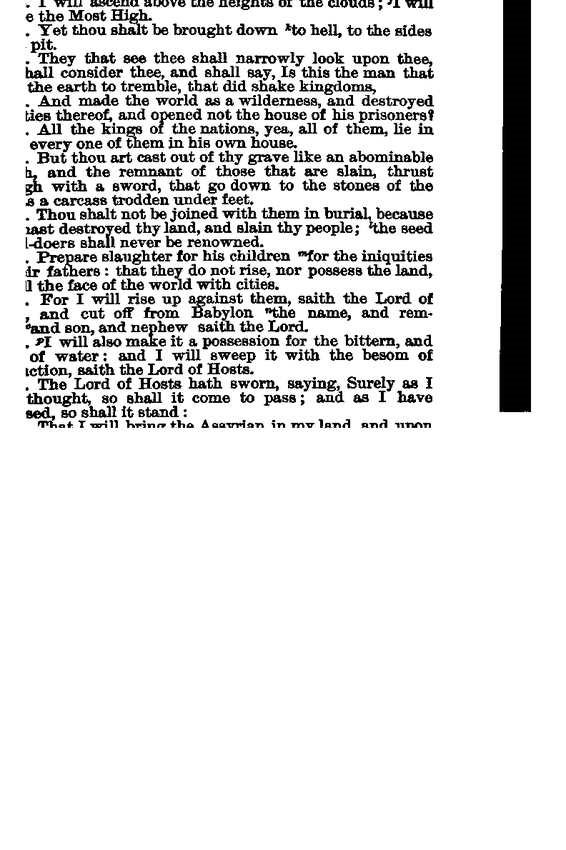 . I will ascend above the heights of the clouds; I will
e the Most High.
. Yet thou shalt be brought down kto hell, to the sides
pit.
. They that see thee shall narrowly look upon thee,
hall consider thee, and shall say, Is this the man that
the earth to tremble, that did shake kingdoms,
. And made the world as a wilderness, and destroyed
ties thereof, and opened not the house of his prisoners?
. All the kings of the nations, yea, all of them, lie in
every one of them in his own house.
. But thou art cast out of thy grave like an abominable
h, and the remnant of those that are slain, thrust
gh with a sword, that go down to the stones of the
s a carcass trodden under feet.
. Thou shalt not be joined with them in burial, because
hast destroyed thy land, and slain thy people; lthe seed
l-doers shall never be renowned.
. Prepare slaughter for his children mfor the iniquities
ir fathers: that they do not rise, nor possess the land,
ll the face of the world with cities.
. For I will rise up against them, saith the Lord of
, and cut off from Babylon nthe name, and rem-
oand son, and nephew saith the Lord.
. pI will also make it a possession for the bittern, and
of water: and I will sweep it with the besom of
uction, saith the Lord of Hosts.
. The Lord of Hosts hath sworn, saying, Surely as I
thought, so shall it come to pass; and as I have
sed, so shall it stand:
That I will bring the Assyrian in my land, and upon